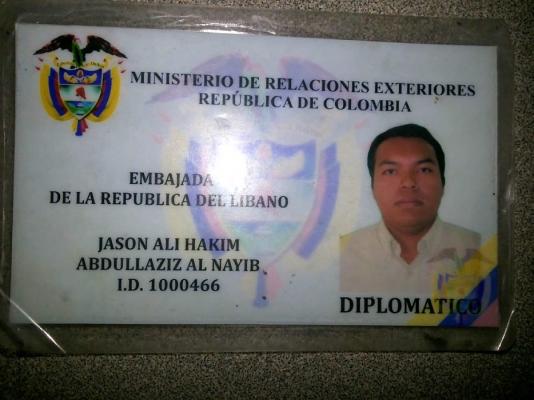 MINISTERIO DE RELACIONES EXTERIORES
REPÚBLICA DE COLOMBIA
EMBAJADA
DE LA REPUBLICA DEL LIBANO
JASON ALI HAKIM
ABDULLAZIZ AL NAYIB
I.D. 1000466
DIPLOMATICO